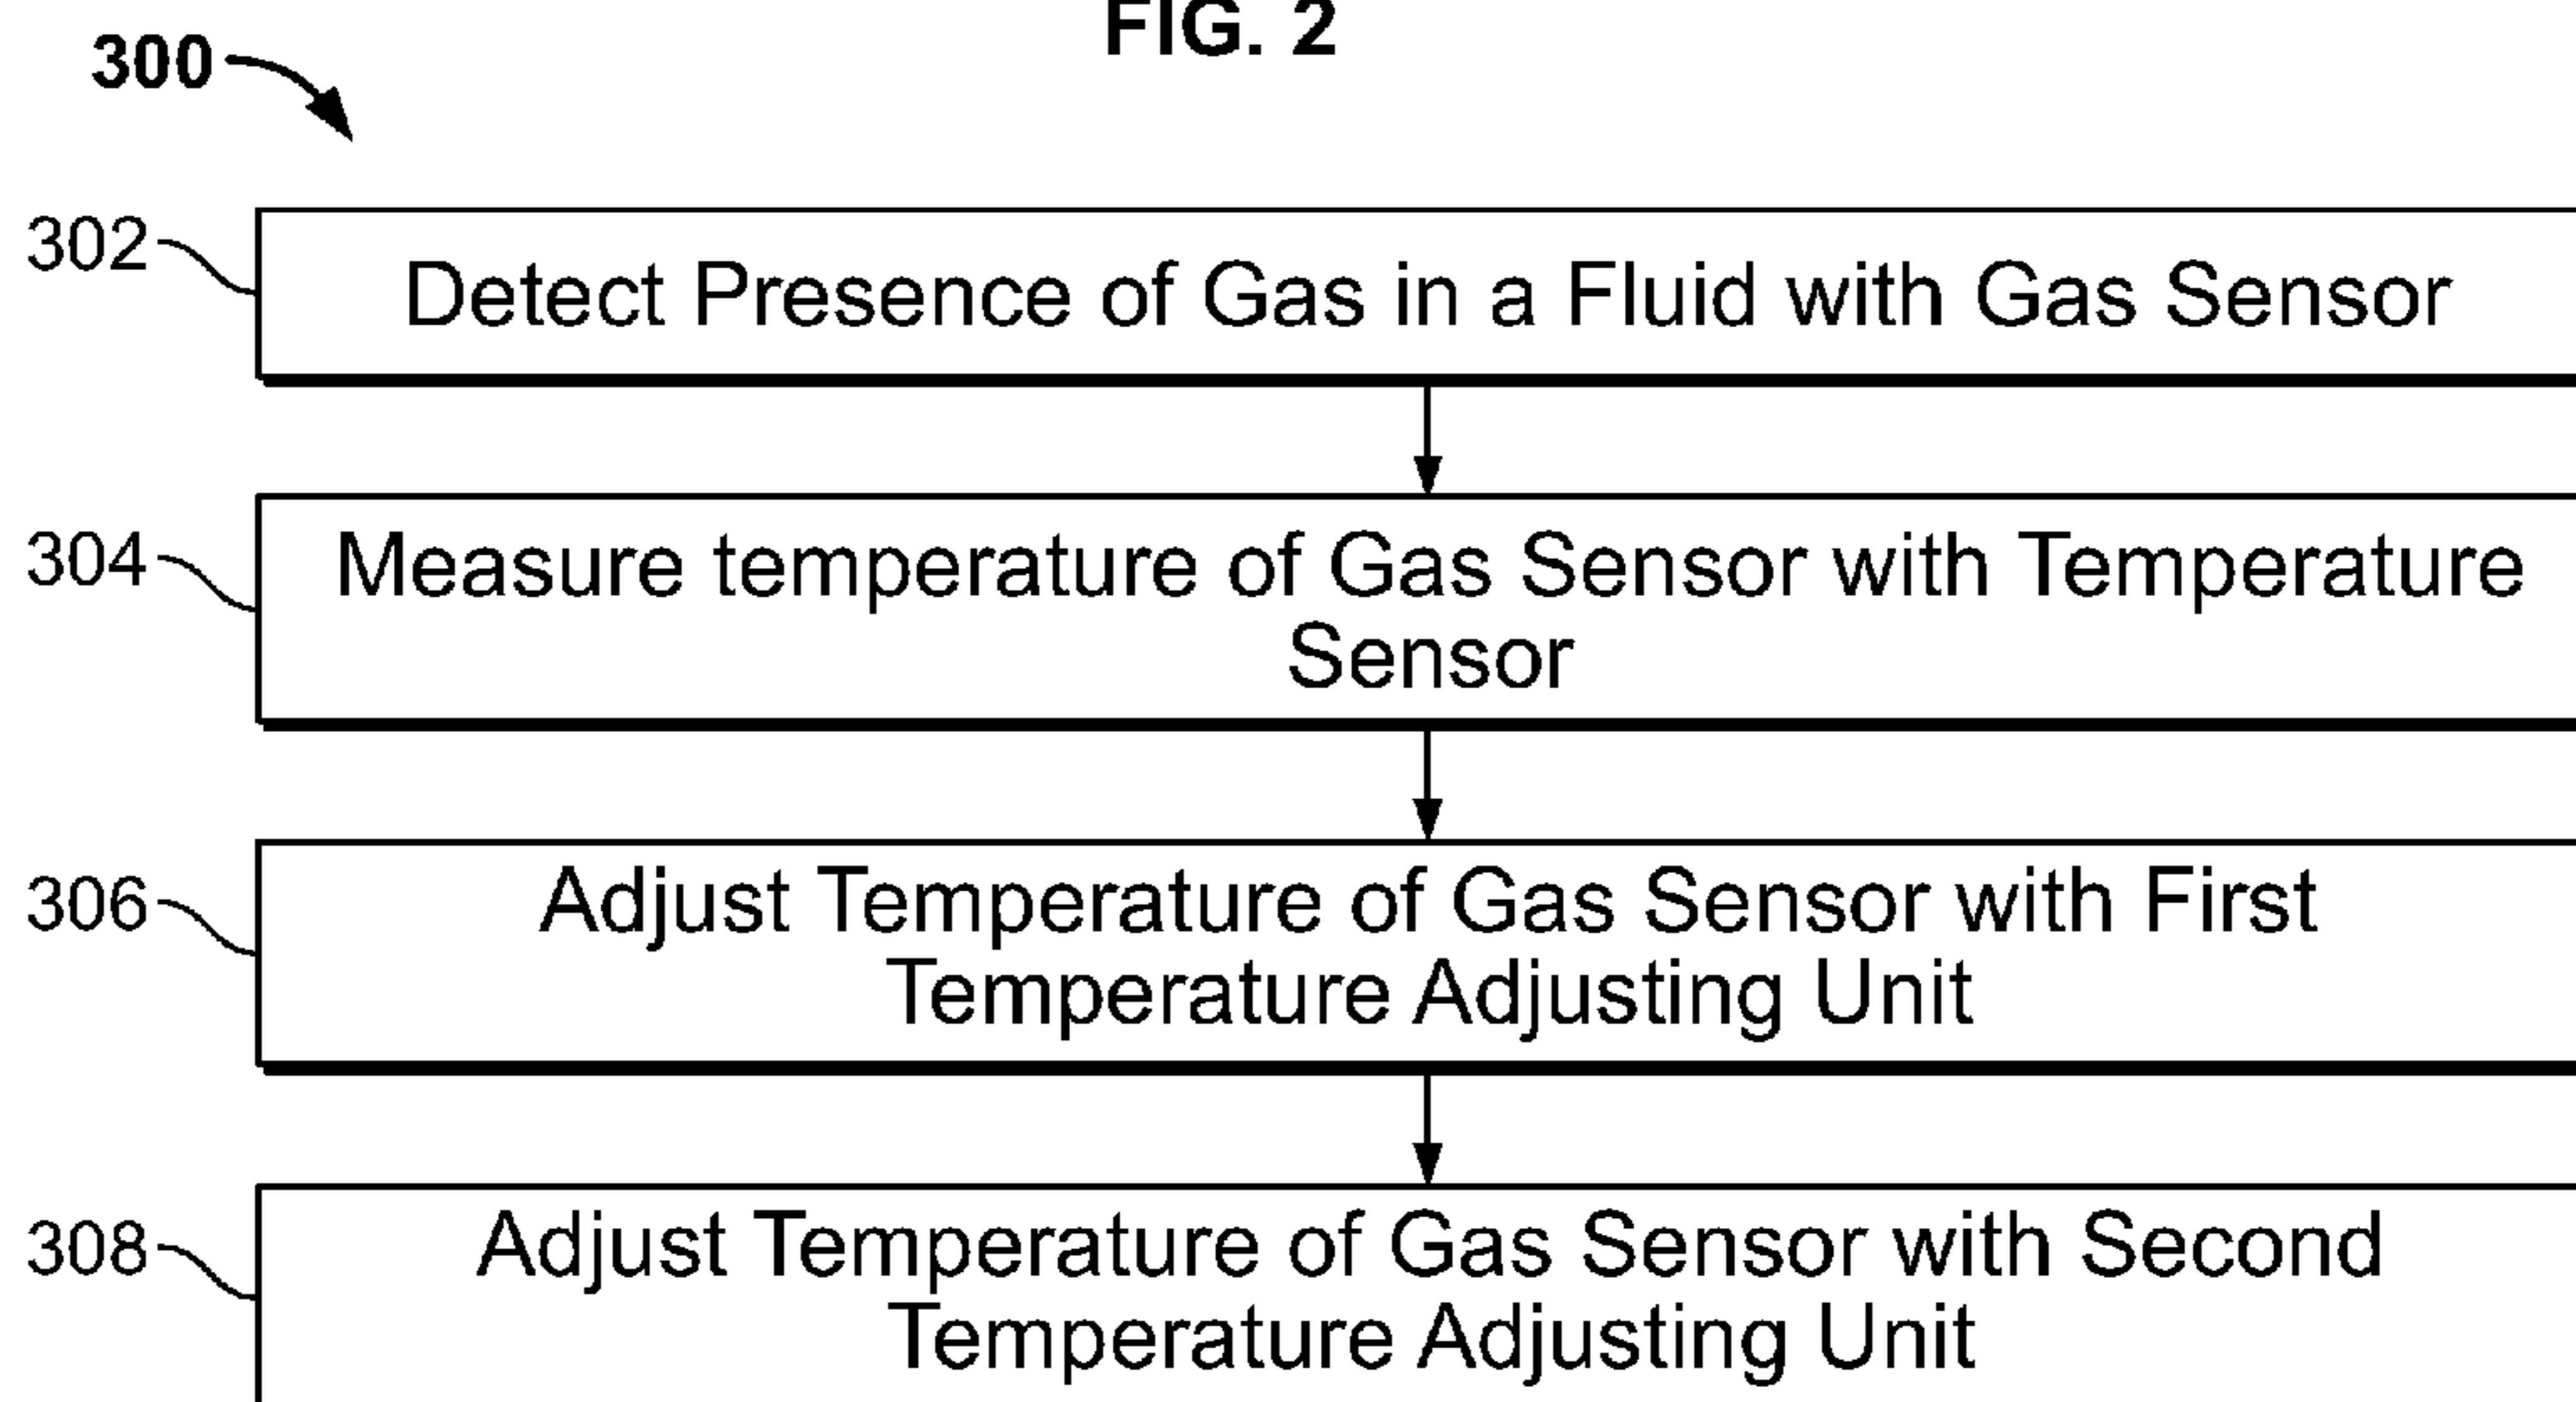 FIG. 2
300
302
Detect Presence of Gas in a Fluid with Gas Sensor
304
Measure temperature of Gas Sensor with Temperature
Sensor
306
Adjust Temperature of Gas Sensor with First
Temperature Adjusting Unit
308
Adjust Temperature of Gas Sensor with Second
Temperature Adjusting Unit